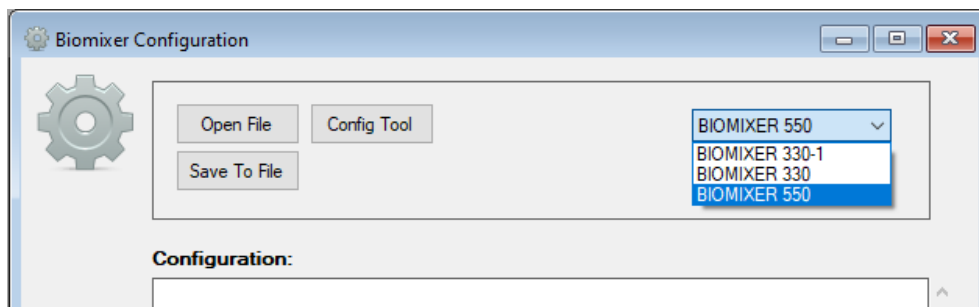 Biomixer Configuration
Open File
Config Tool
BIOMIXER 550
BIOMIXER 330-1
BIOMIXER 330
BIOMIXER 550
Save To File
Configuration: